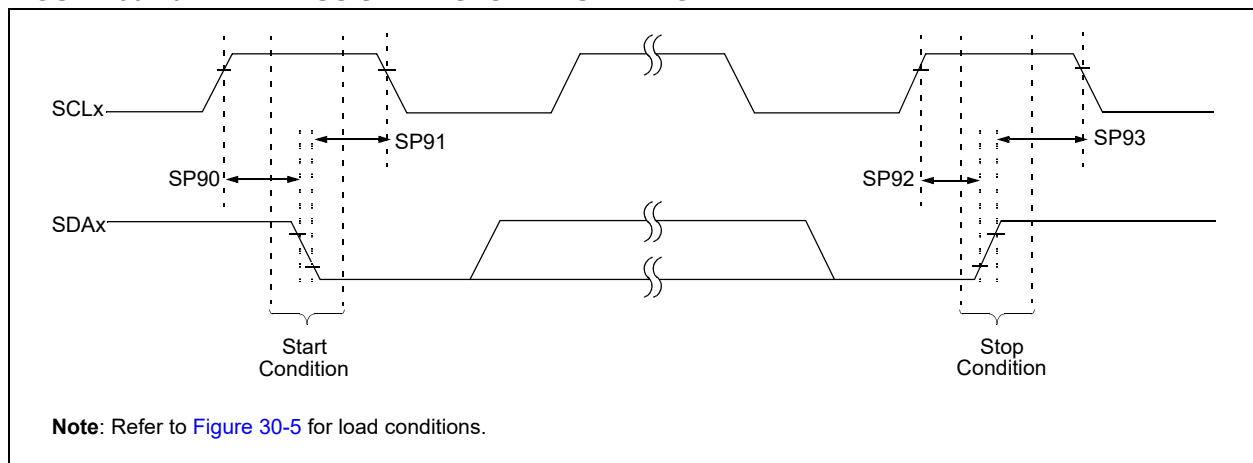 SCLx
SP91
SP93
SP90
SP92
SDAx
Start
Condition
Stop
Condition
Note: Refer to Figure 30-5 for load conditions.